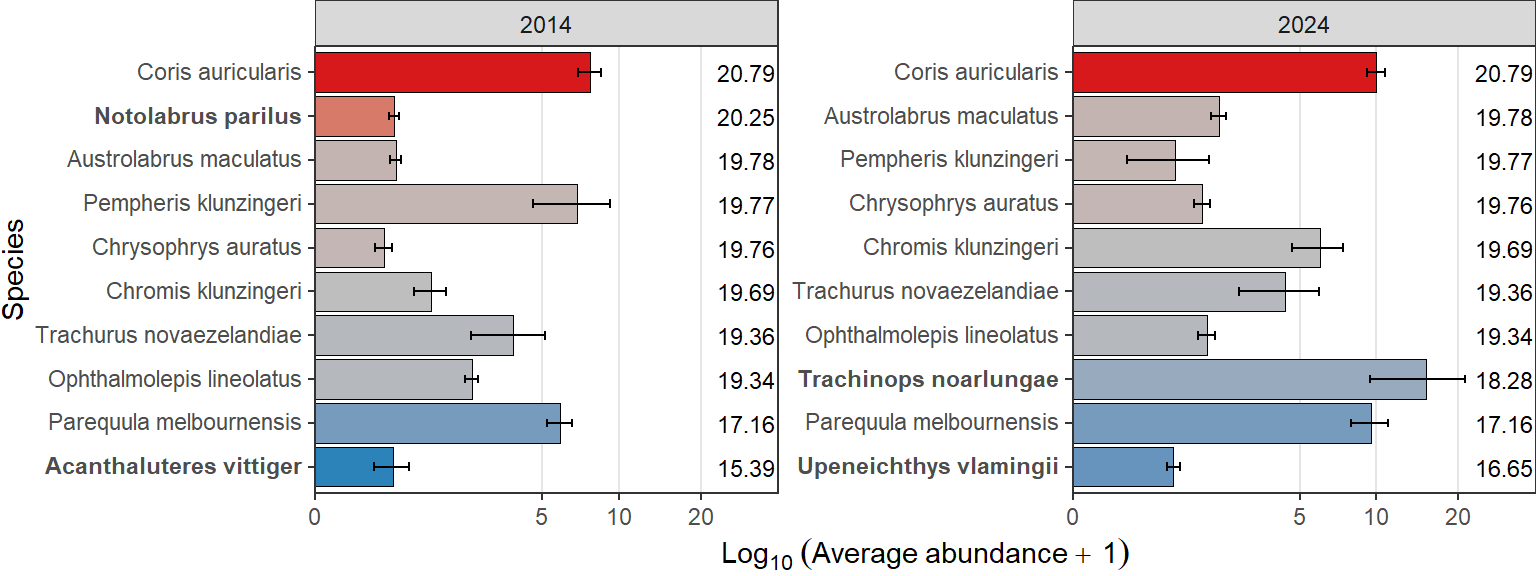 2014
2024
Species
Coris auricularis
20.79
Notolabrus parilus
20.25
Austrolabrus maculatus
19.78
Pempheris klunzingeri
19.77
Chrysophrys auratus
19.76
Chromis klunzingeri
19.69
Trachurus novaezelandiae
19.36
Ophthalmolepis lineolatus
19.34
Parequula melbournensis
17.16
Acanthaluteres vittiger
15.39
0 5 10 20
Coris auricularis
20.79
Austrolabrus maculatus
19.78
Pempheris klunzingeri
19.77
Chrysophrys auratus
19.76
Chromis klunzingeri
19.69
Trachurus novaezelandiae
19.36
Ophthalmolepis lineolatus
19.34
Trachinops noarlungae
18.28
Parequula melbournensis
17.16
Upeneichthys vlamingii
16.65
0 5 10 20
Log₁₀ (Average abundance + 1)